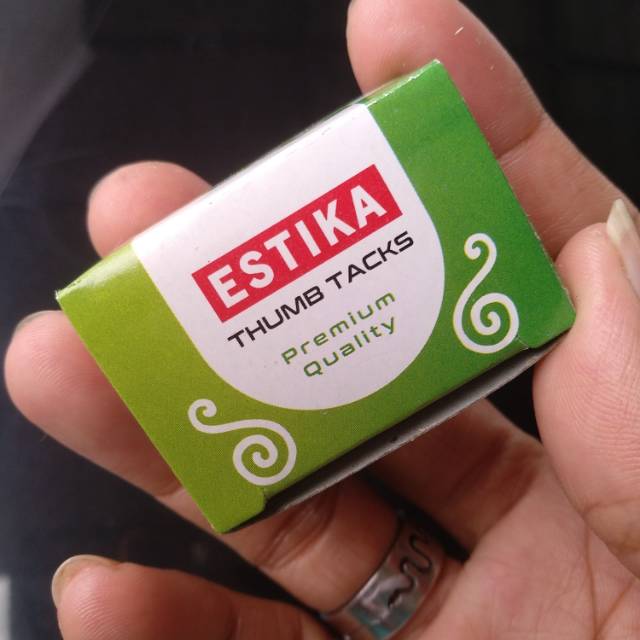 ESTIKA
THUMB TACKS
Premium
Quality